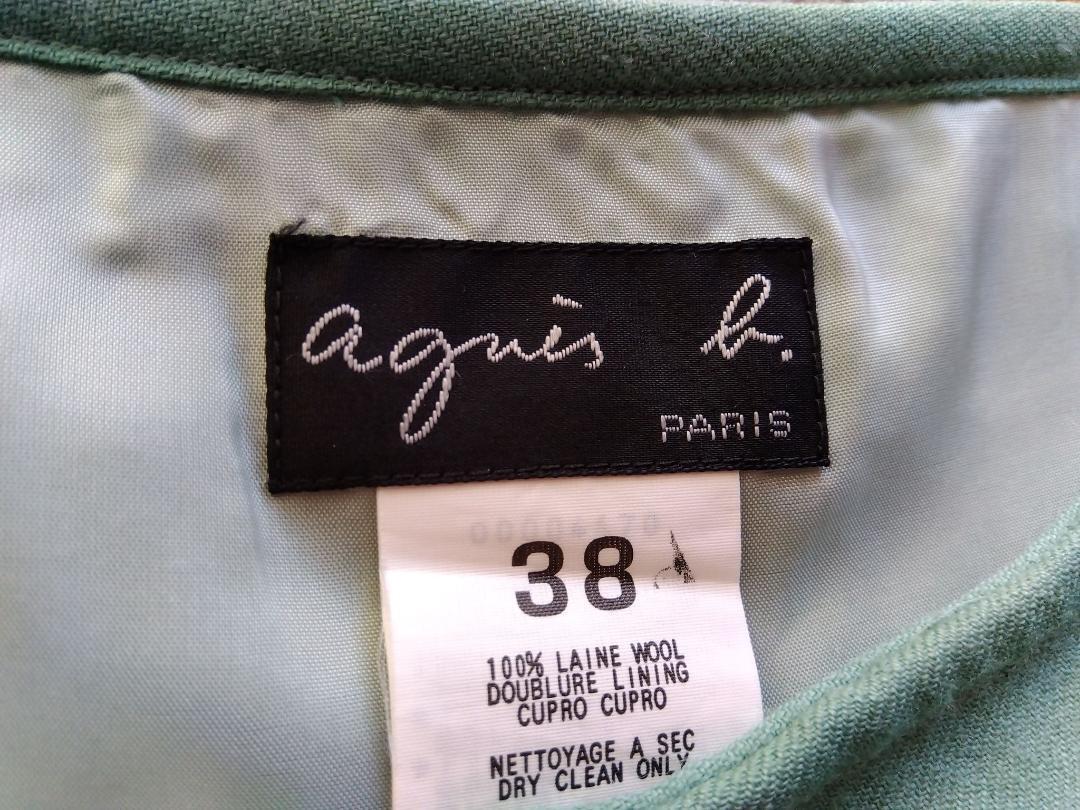 agnès b.
PARIS
38
100% LAINE WOOL
DOUBLURE LINING
CUPRO CUPRO
NETTOYAGE A SEC
DRY CLEAN ONLY